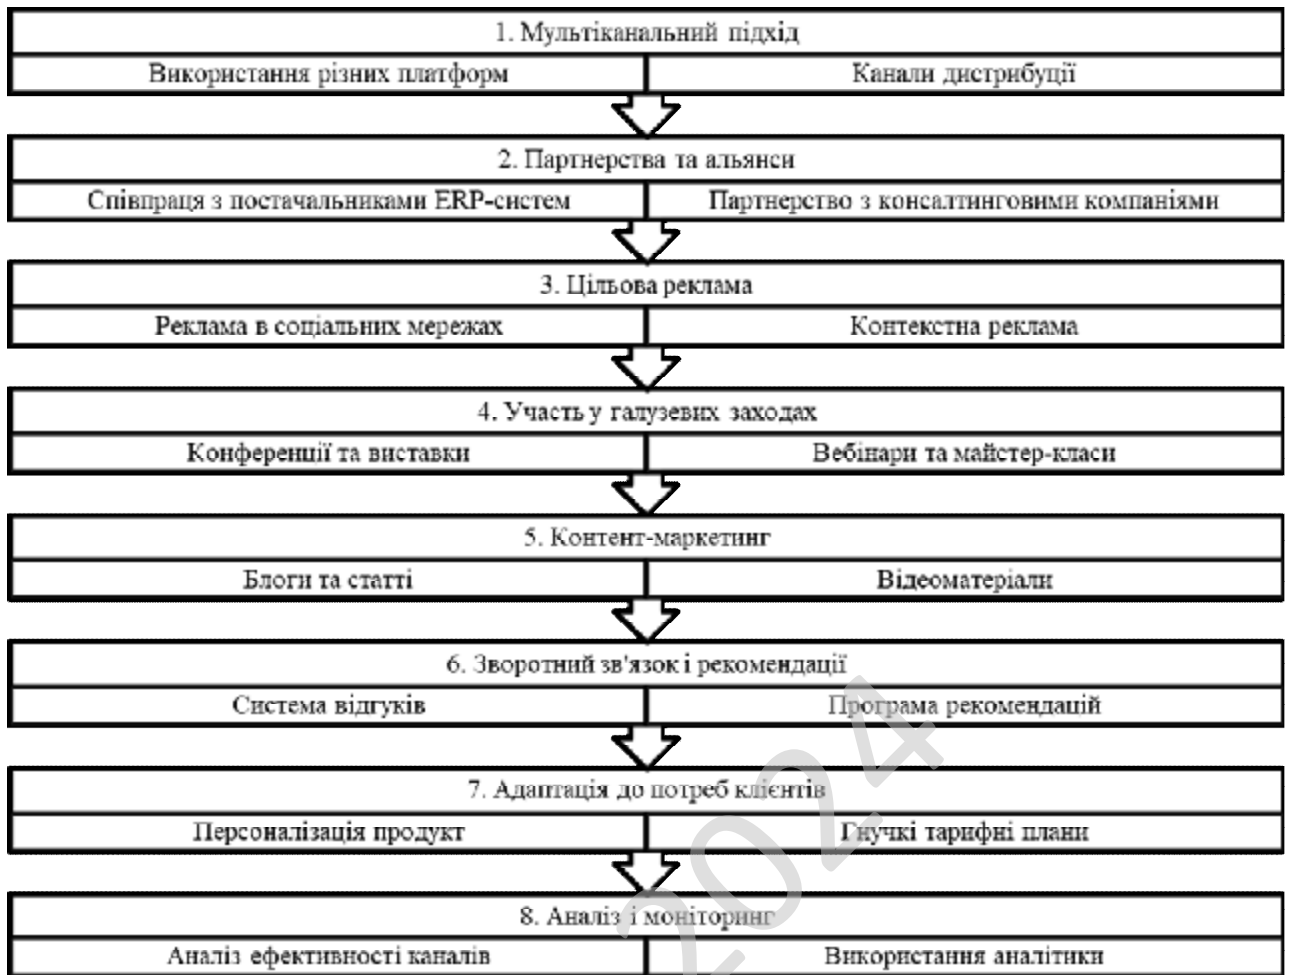 1. Мультіканальний підхід
Використання різних платформ
Канали дистрибуції
2. Партнерства та альянси
Співпраця з постачальниками ERP-систем
Партнерство з консалтинговими компаніями
3. Цільова реклама
Реклама в соціальних мережах
Контекстна реклама
4. Участь у галузевих заходах
Конференції та виставки
Вебінари та майстер-класи
5. Контент-маркетинг
Блоги та статті
Відеоматеріали
6. Зворотний зв'язок і рекомендації
Система відгуків
Програма рекомендацій
7. Адаптація до потреб клієнтів
Персоналізація продукт
Гнучкі тарифні плани
8. Аналіз і моніторинг
Аналіз ефективності каналів
Використання аналітики
2024